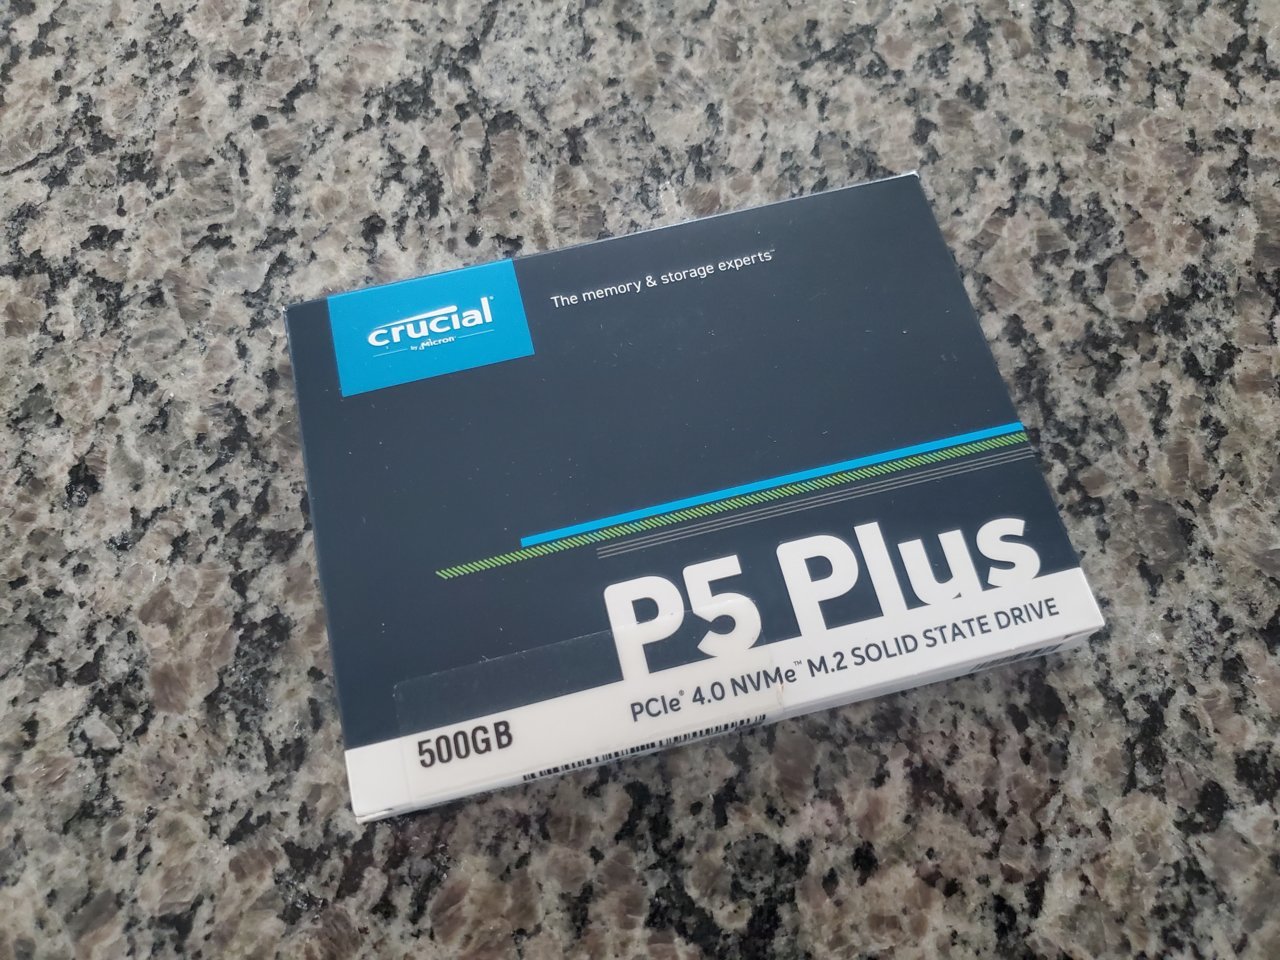 crucial®
by Micron®
The memory & storage experts™
P5 Plus
PCIe® 4.0 NVMe™ M.2 SOLID STATE DRIVE
500GB